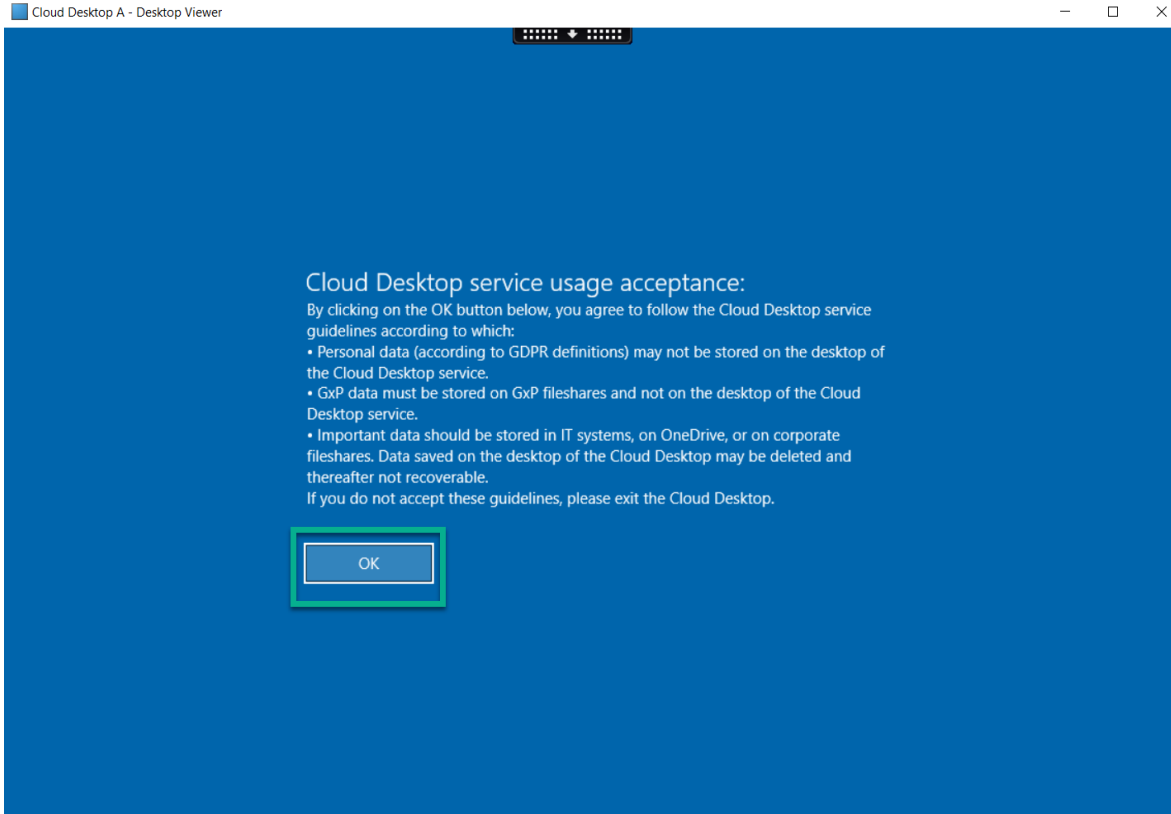 Cloud Desktop A - Desktop Viewer
Cloud Desktop service usage acceptance:
By clicking on the OK button below, you agree to follow the Cloud Desktop service
guidelines according to which:
• Personal data (according to GDPR definitions) may not be stored on the desktop of
the Cloud Desktop service.
• GxP data must be stored on GxP fileshares and not on the desktop of the Cloud
Desktop service.
• Important data should be stored in IT systems, on OneDrive, or on corporate
fileshares. Data saved on the desktop of the Cloud Desktop may be deleted and
thereafter not recoverable.
If you do not accept these guidelines, please exit the Cloud Desktop.
OK